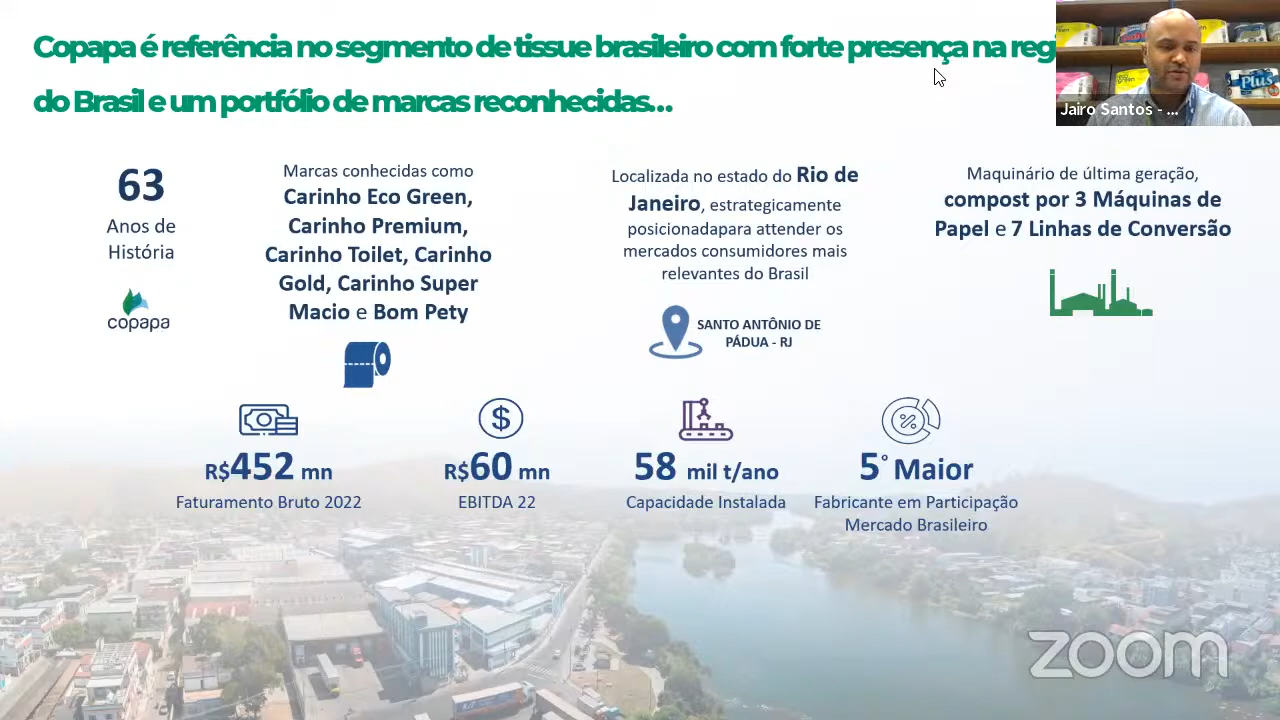 Copapa é referência no segmento de tissue brasileiro com forte presença na reg
do Brasil e um portfólio de marcas reconhecidas...
Plus
Jairo Santos - ...
63
Anos de
História
copapa
Marcas conhecidas como
Carinho Eco Green,
Carinho Premium,
Carinho Toilet, Carinho
Gold, Carinho Super
Macio e Bom Pety
Localizada no estado do Rio de
Janeiro, estrategicamente
posicionadapara attender os
mercados consumidores mais
relevantes do Brasil
SANTO ANTÔNIO DE
PÁDUA - RJ
Maquinário de última geração,
compost por 3 Máquinas de
Papel e 7 Linhas de Conversão
R$452 mn
Faturamento Bruto 2022
R$60 mn
EBITDA 22
58 mil t/ano
Capacidade Instalada
5° Maior
Fabricante em Participação
Mercado Brasileiro
zoom